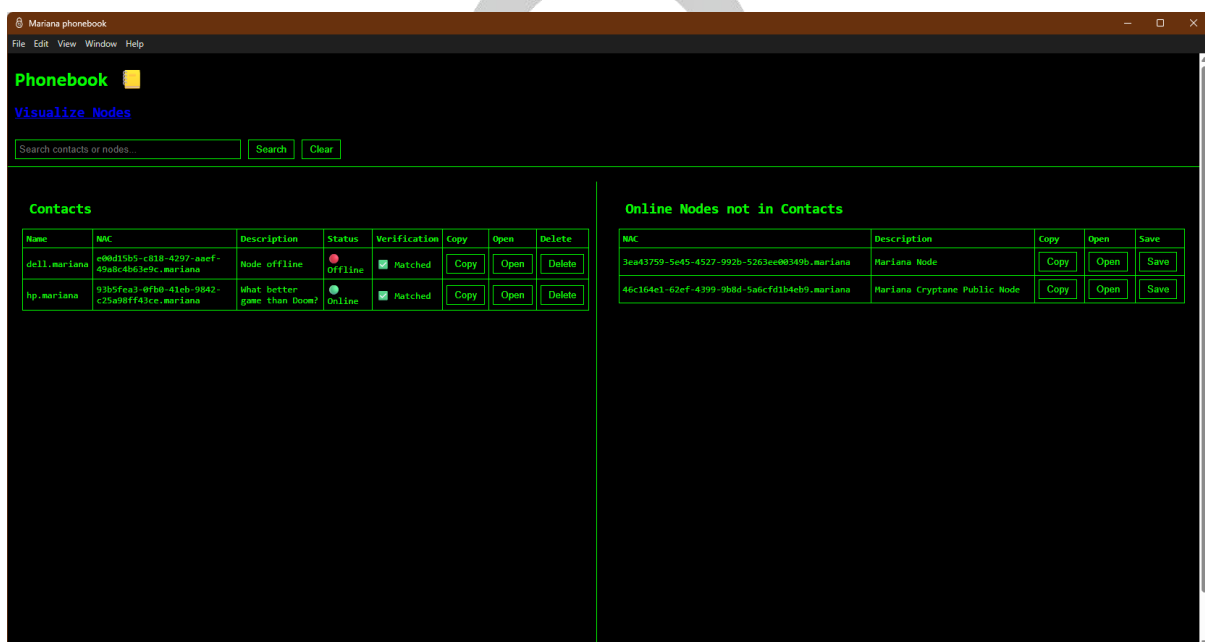 Mariana phonebook
File Edit View Window Help
Phonebook
Visualize Nodes
Search contacts or nodes... Search Clear
Contacts
Name NAC Description Status Verification Copy Open Delete
dell.mariana e00d15b5-c818-4297-aaef-49a8c4b63e9c.mariana Node offline Offline Matched Copy Open Delete
hp.mariana 93b5fea3-0fb0-41eb-9842-c25a98ff43ce.mariana What better game than Doom? Online Matched Copy Open Delete
Online Nodes not in Contacts
NAC Description Copy Open Save
3ea43759-5e45-4527-992b-5263ee00349b.mariana Mariana Node Copy Open Save
46c164e1-62ef-4399-9b8d-5a6cfd1b4eb9.mariana Mariana Cryptane Public Node Copy Open Save